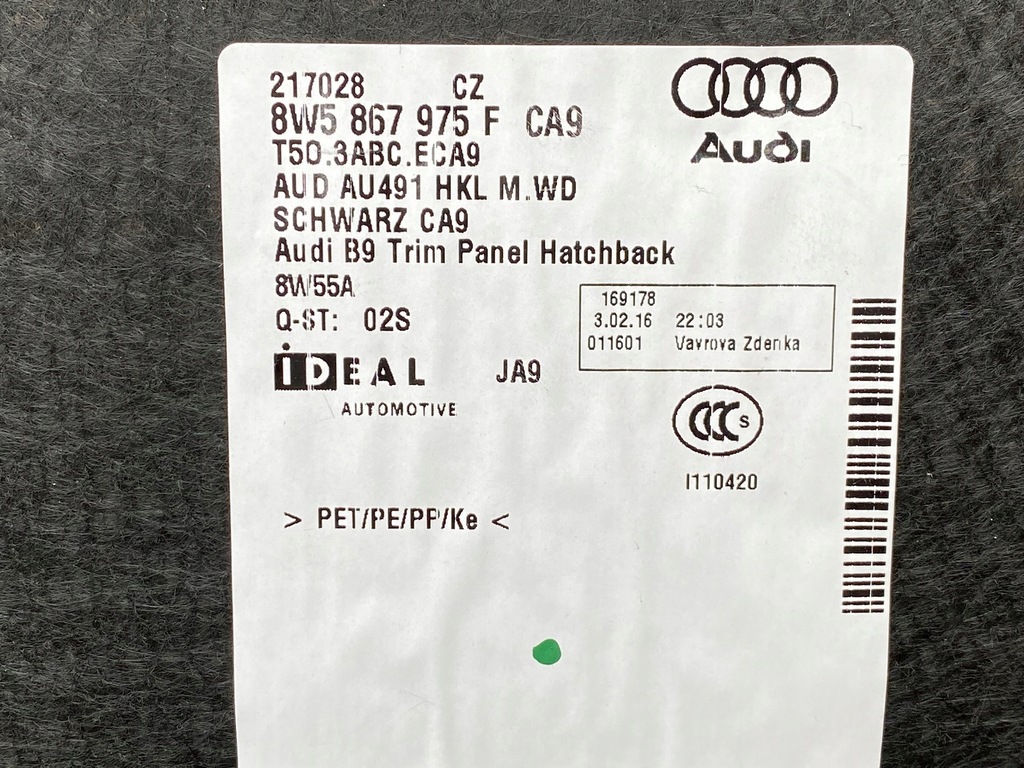 217028 CZ
8W5 867 975 F CA9
T50.3ABC.ECA9
AUD AU491 HKL M.WD
SCHWARZ CA9
Audi B9 Trim Panel Hatchback
8W55A
Q-ST: 02S
IDEAL JA9
AUTOMOTIVE
> PET/PE/PP/Ke <
Audi
169178
3.02.16 22:03
011601 Vavrova Zdenka
CCC S
I110420